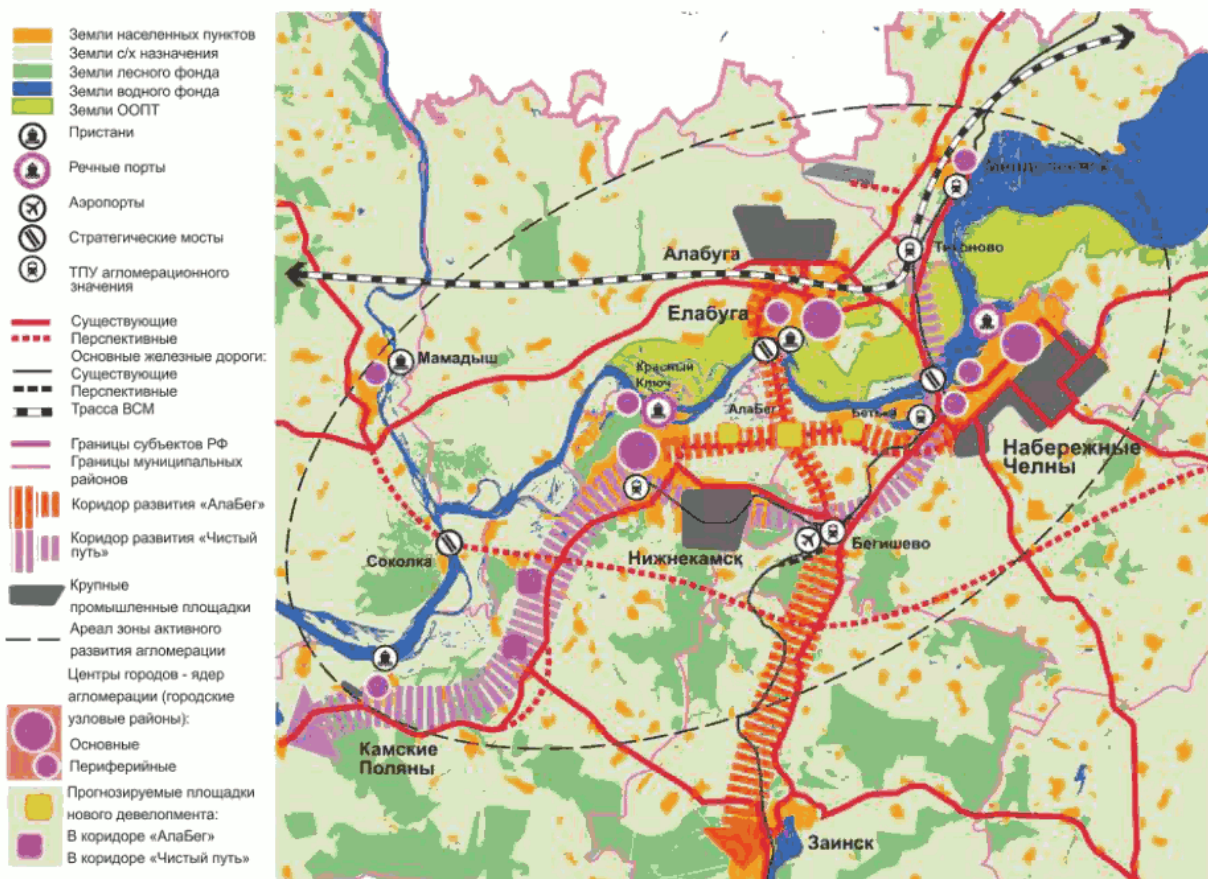 Земли населенных пунктов
Земли с/х назначения
Земли лесного фонда
Земли водного фонда
Земли ООПТ
Пристани
Речные порты
Аэропорты
Стратегические мосты
ТПУ агломерационного
значения
Существующие
Перспективные
Основные железные дороги:
Существующие
Перспективные
Трасса ВСМ
Границы субъектов РФ
Границы муниципальных
районов
Коридор развития «АлаБег»
Коридор развития «Чистый
путь»
Крупные
промышленные площадки
Ареал зоны активного
развития агломерации
Центры городов - ядер
агломерации (городские
узловые районы):
Основные
Периферийные
Прогнозируемые площадки
нового девелопмента:
В коридоре «АлаБег»
В коридоре «Чистый путь»
Тихоново
Алабуга
Елабуга
Мамадыш
Красный
Ключ
АлаБег
Бетьки
Набережные
Челны
Соколка
Нижнекамск
Бегишево
Камские
Поляны
Заинск